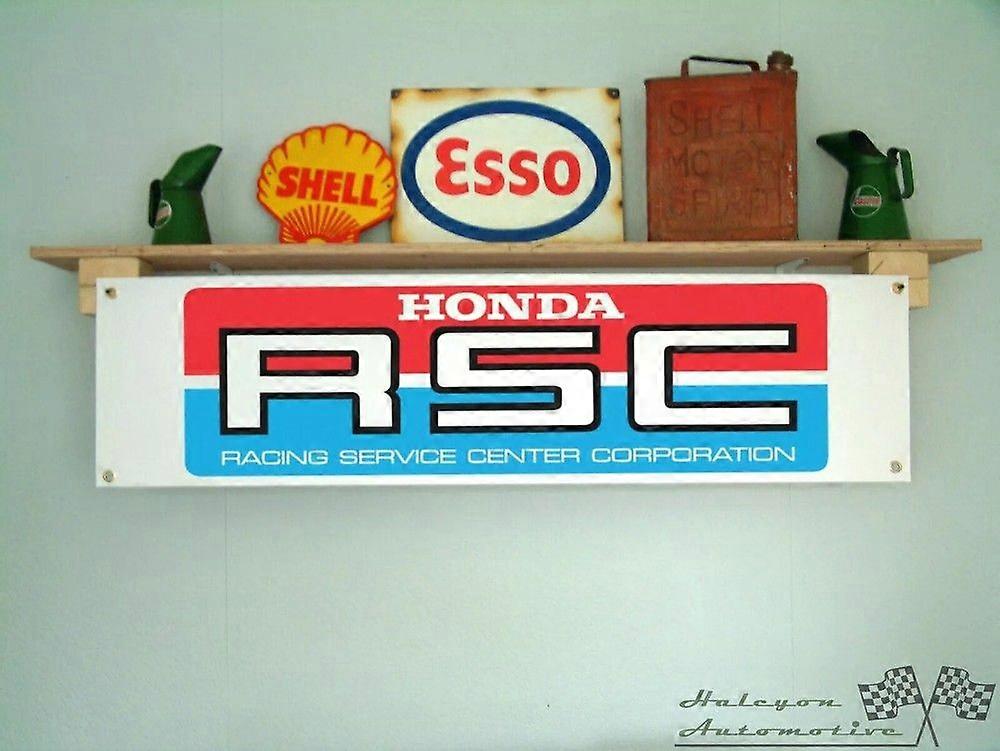 SHELL
Esso
SHELL
MOTOR
SPIRIT
HONDA
RSC
RACING SERVICE CENTER CORPORATION
Halcyon
Automotive